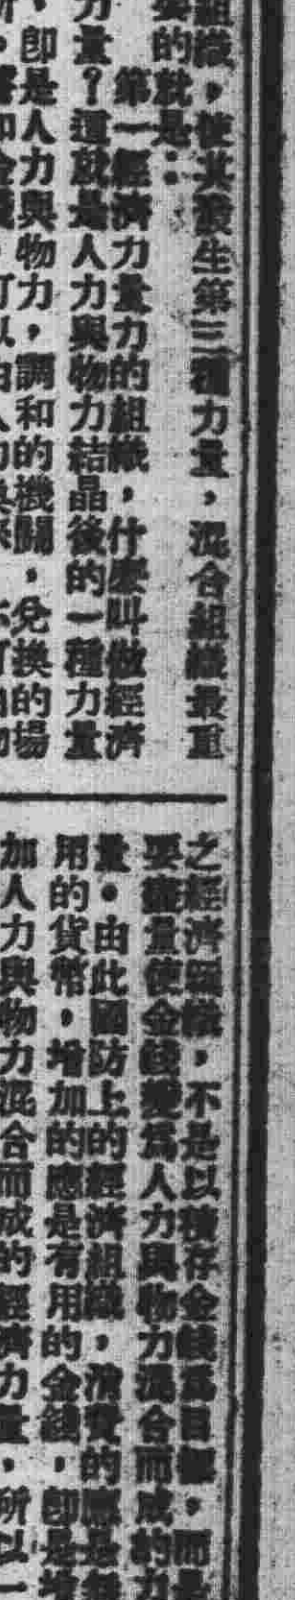 組織，使其發生第三種力量，混合組織最重
要的就是：
第一經濟力量力的組織，什麼叫做經濟
力量？這就是人力與物力結晶後的一種力量
，卽是人力與物力，調和的機關，兌換的場
之經濟組織，不是以積存金錢爲目標，而是
要儘量使金錢變爲人力與物力混合而成的力
量。由此國防上的經濟組織，消費的應是無
用的貨幣，增加的應是有用的金錢，卽是增
加人力與物力混合而成的經濟力量，所以一